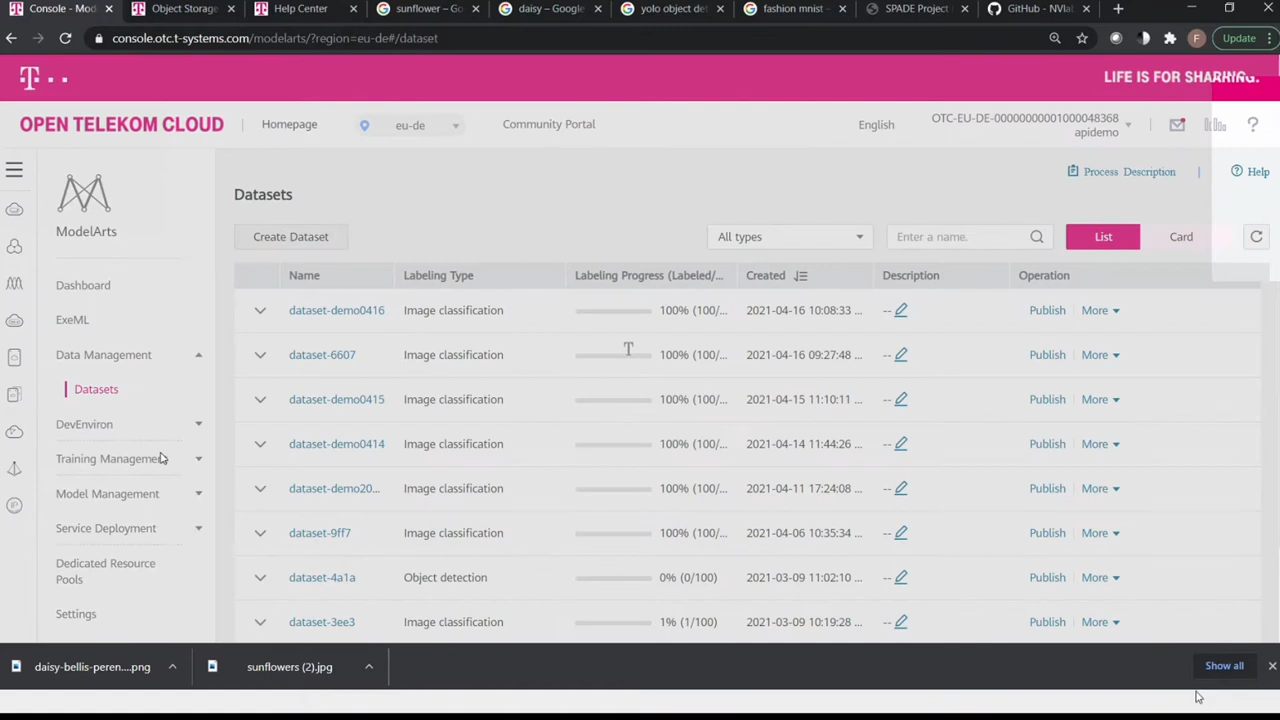 Console - Mod
Object Storage
Help Center
sunflower – Go
daisy – Google
yolo object det
fashion mnist -
SPADE Project
GitHub - NVlab
console.otc.t-systems.com/modelarts/?region=eu-de#/dataset
F
Update
T
LIFE IS FOR SHARING.
OPEN TELEKOM CLOUD
Homepage
eu-de
Community Portal
English
OTC-EU-DE-00000000001000048368
apidemo
Process Description
Help
ModelArts
Datasets
Create Dataset
All types
Enter a name.
List
Card
Dashboard
ExeML
Data Management
Datasets
DevEnviron
Training Management
Model Management
Service Deployment
Dedicated Resource
Pools
Settings
Name Labeling Type Labeling Progress (Labeled/... Created Description Operation
dataset-demo0416 Image classification 100% (100/... 2021-04-16 10:08:33 ... -- Publish More
dataset-6607 Image classification 100% (100/... 2021-04-16 09:27:48 ... -- Publish More
dataset-demo0415 Image classification 100% (100/... 2021-04-15 11:10:11 ... -- Publish More
dataset-demo0414 Image classification 100% (100/... 2021-04-14 11:44:26 ... -- Publish More
dataset-demo20... Image classification 100% (100/... 2021-04-11 17:24:08 ... -- Publish More
dataset-9ff7 Image classification 100% (100/... 2021-04-06 10:35:34 ... -- Publish More
dataset-4a1a Object detection 0% (0/100) 2021-03-09 11:02:10 ... -- Publish More
dataset-3ee3 Image classification 1% (1/100) 2021-03-09 10:19:28 ... -- Publish More
daisy-bellis-peren....png
sunflowers (2).jpg
Show all